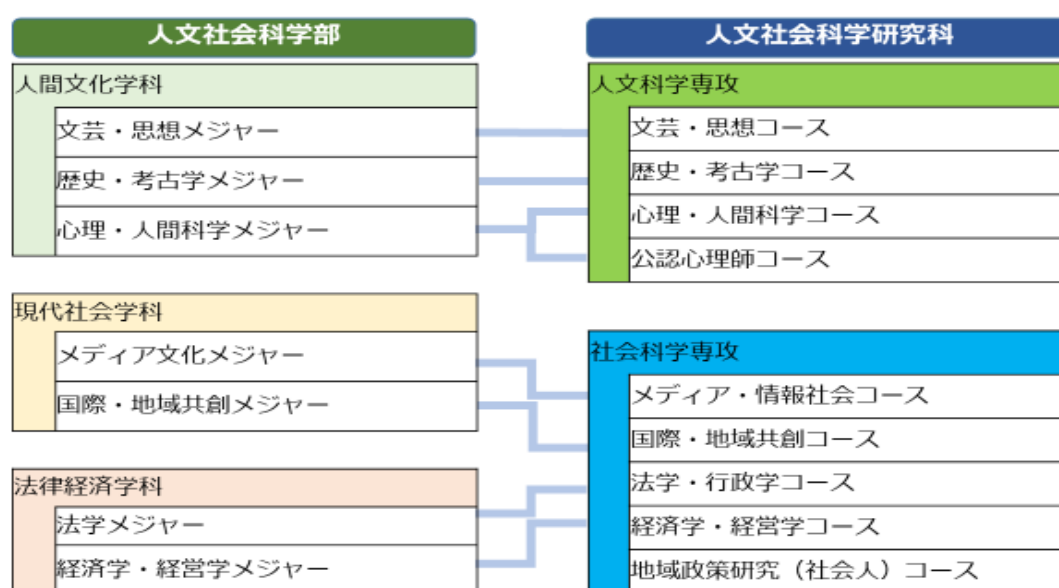 人文社会科学部
人間文化学科
文芸・思想メジャー
歴史・考古学メジャー
心理・人間科学メジャー
現代社会学科
メディア文化メジャー
国際・地域共創メジャー
法律経済学科
法学メジャー
経済学・経営学メジャー
人文社会科学研究科
人文科学専攻
文芸・思想コース
歴史・考古学コース
心理・人間科学コース
公認心理師コース
社会科学専攻
メディア・情報社会コース
国際・地域共創コース
法学・行政学コース
経済学・経営学コース
地域政策研究（社会人）コース